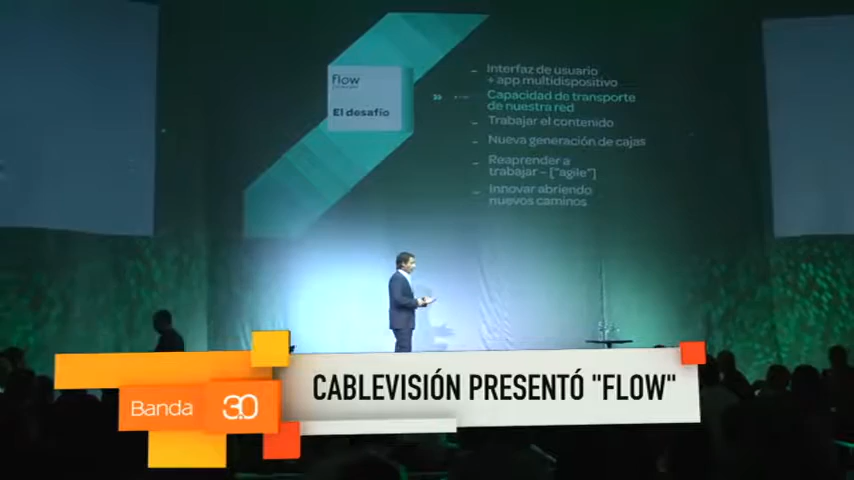 flow
El desafío
Interfaz de usuario
+ app multidispositivo
Capacidad de transporte
de nuestra red
Trabajar el contenido
Nueva generación de cajas
Reaprender a
trabajar – ["agile"]
Innovar abriendo
nuevos caminos
Banda 3.0
CABLEVISIÓN PRESENTÓ "FLOW"